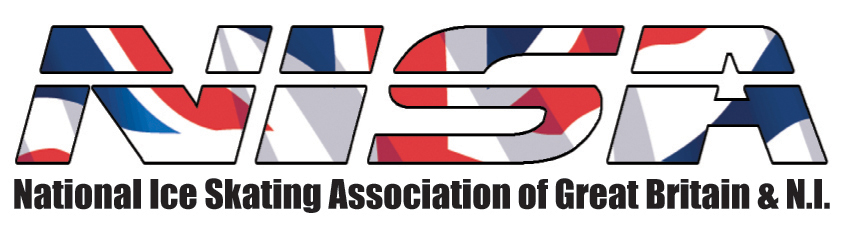 NISA
National Ice Skating Association of Great Britain & N.I.